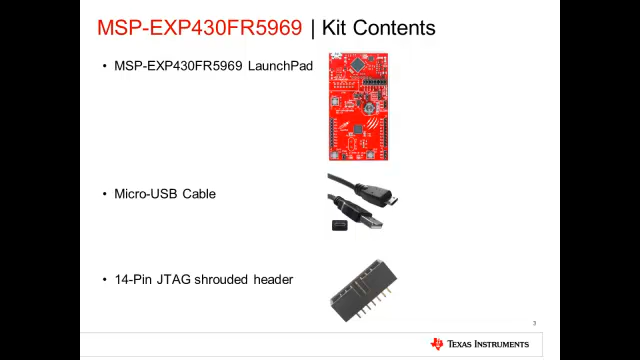 MSP-EXP430FR5969 | Kit Contents
• MSP-EXP430FR5969 LaunchPad
• Micro-USB Cable
• 14-Pin JTAG shrouded header
3
TEXAS INSTRUMENTS